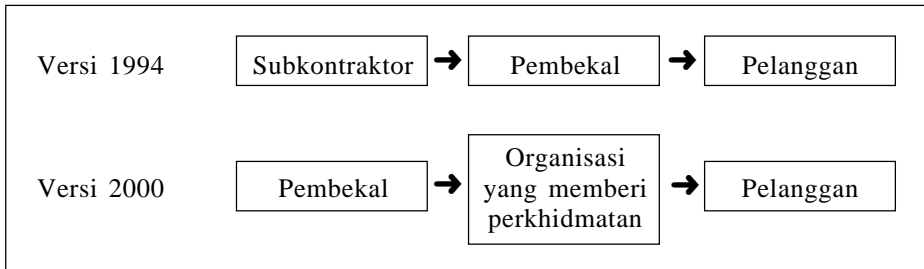 Versi 1994 Subkontraktor ➜ Pembekal ➜ Pelanggan
Versi 2000 Pembekal ➜ Organisasi
yang memberi
perkhidmatan ➜ Pelanggan